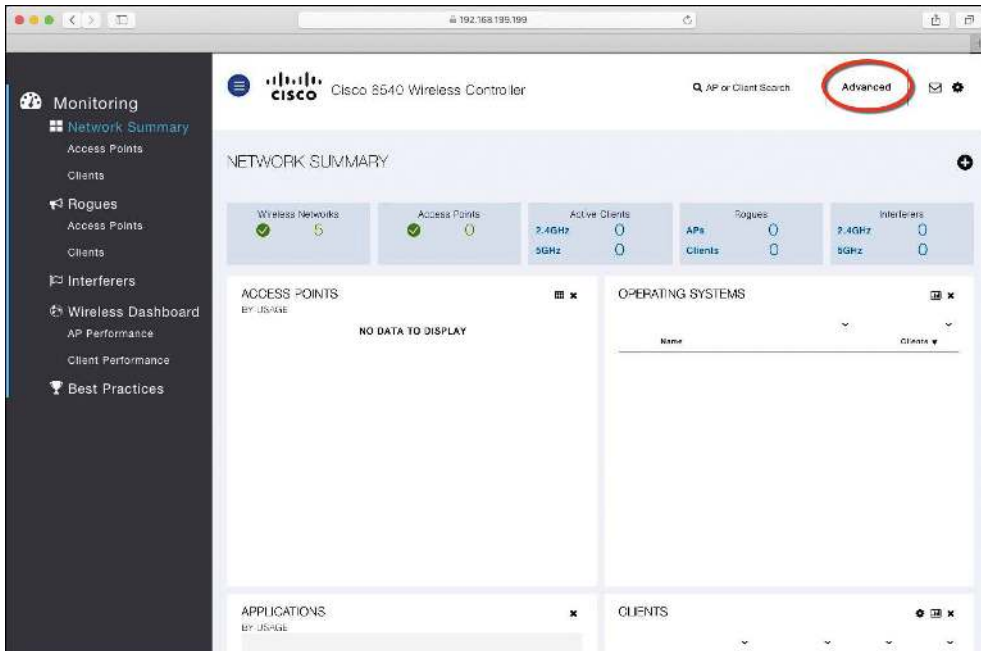 192.168.199.199
Monitoring
Network Summary
Access Points
Clients
Rogues
Access Points
Clients
Interferers
Wireless Dashboard
AP Performance
Client Performance
Best Practices
CISCO Cisco 8540 Wireless Controller
AP or Client Search
Advanced
NETWORK SUMMARY
Wireless Networks
5
Access Points
0
Active Clients
2.4GHz 0
5GHz 0
Rogues
APs 0
Clients 0
Interferers
2.4GHz 0
5GHz 0
ACCESS POINTS
BY USAGE
NO DATA TO DISPLAY
OPERATING SYSTEMS
Name Clients
APPLICATIONS
BY USAGE
CLIENTS